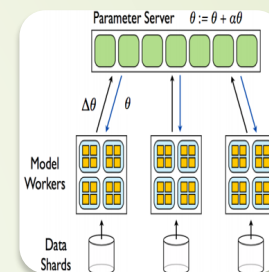 Parameter Server θ := θ + αθ
Δθ θ
Model
Workers
Data
Shards